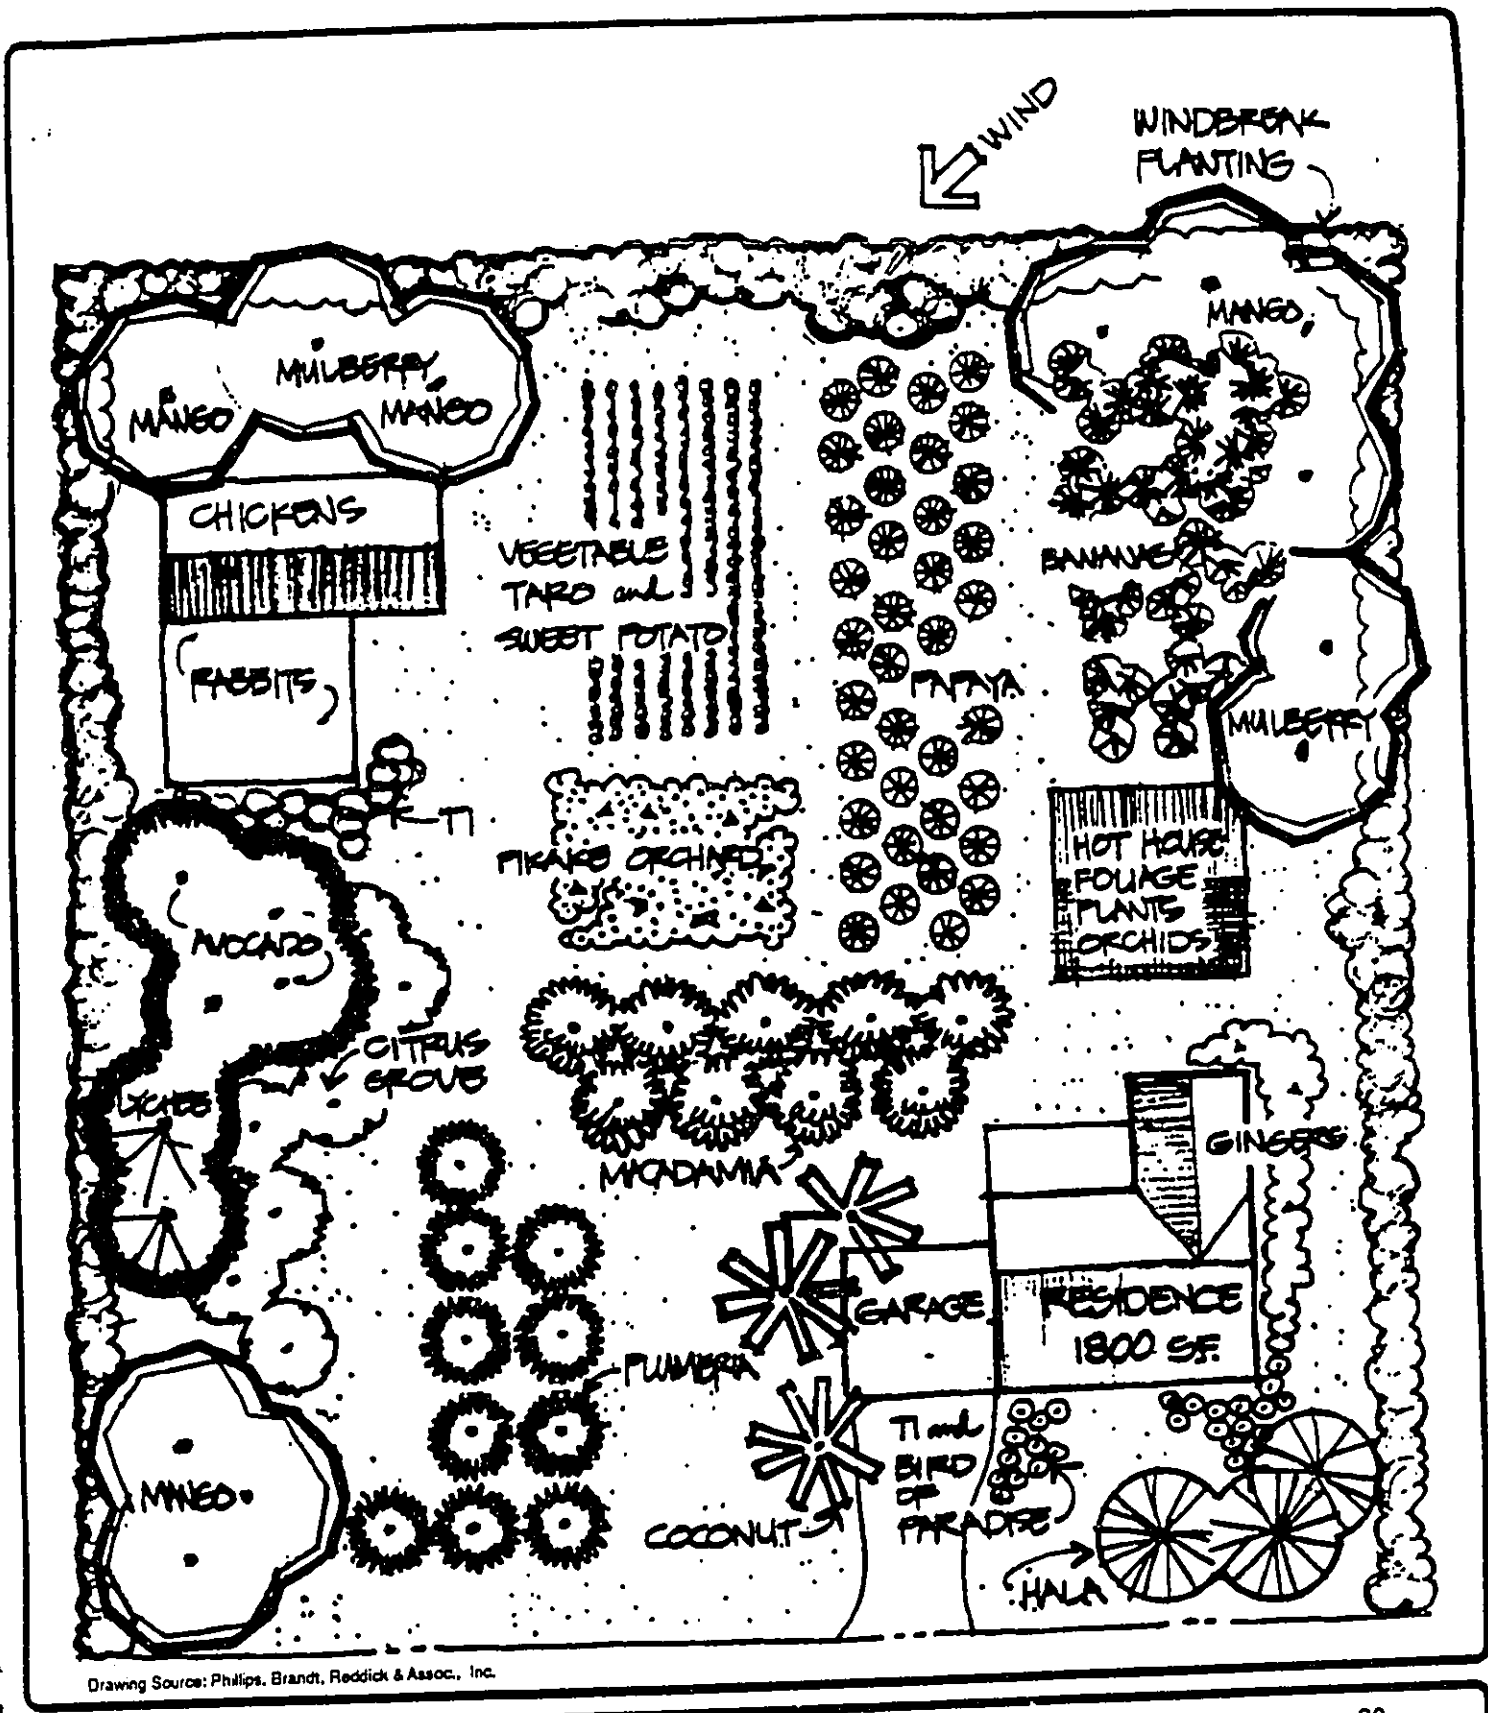 WIND
WINDBREAK
PLANTING
MANGO
MULBERRY
MANGO
MANGO
CHICKENS
VEGETABLE
TARO and
SWEET POTATO
BANANAS
RABBITS
PAPAYA
MULBERRY
TI
PIKAKE ORCHARD
HOT HOUSE
FOLIAGE
PLANTS
ORCHIDS
AVOCADO
CITRUS
GROVE
LYCHEE
MACADAMIA
GINGERS
GARAGE
RESIDENCE
1800 S.F.
PLUMERIA
TI and
BIRD
OF
PARADISE
MANGO
COCONUT
HALA
Drawing Source: Phillips, Brandt, Reddick & Assoc., Inc.